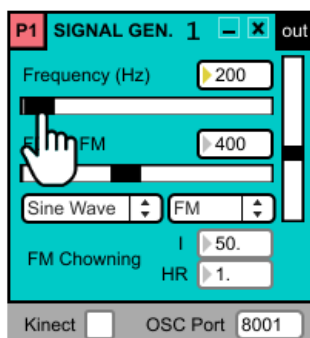 P1 SIGNAL GEN. 1 out
Frequency (Hz) 200
FM 400
Sine Wave FM
I 50.
FM Chowning
HR 1.
Kinect OSC Port 8001